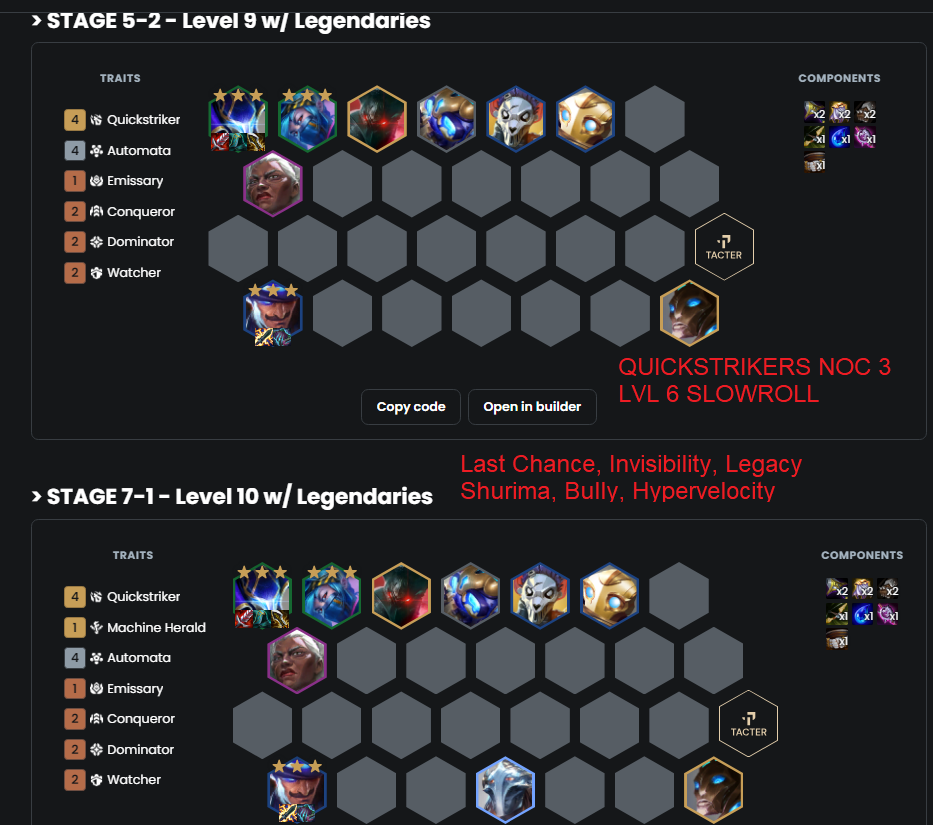 > STAGE 5-2 - Level 9 w/ Legendaries
TRAITS
COMPONENTS
4 Quickstriker
4 Automata
1 Emissary
2 Conqueror
2 Dominator
2 Watcher
x2 x2 x2
x1 x1 x1
x1
TACTER
QUICKSTRIKERS NOC 3
LVL 6 SLOWROLL
Copy code
Open in builder
Last Chance, Invisibility, Legacy
Shurima, Bully, Hypervelocity
> STAGE 7-1 - Level 10 w/ Legendaries
TRAITS
COMPONENTS
4 Quickstriker
1 Machine Herald
4 Automata
1 Emissary
2 Conqueror
2 Dominator
2 Watcher
x2 x2 x2
x1 x1 x1
x1
TACTER